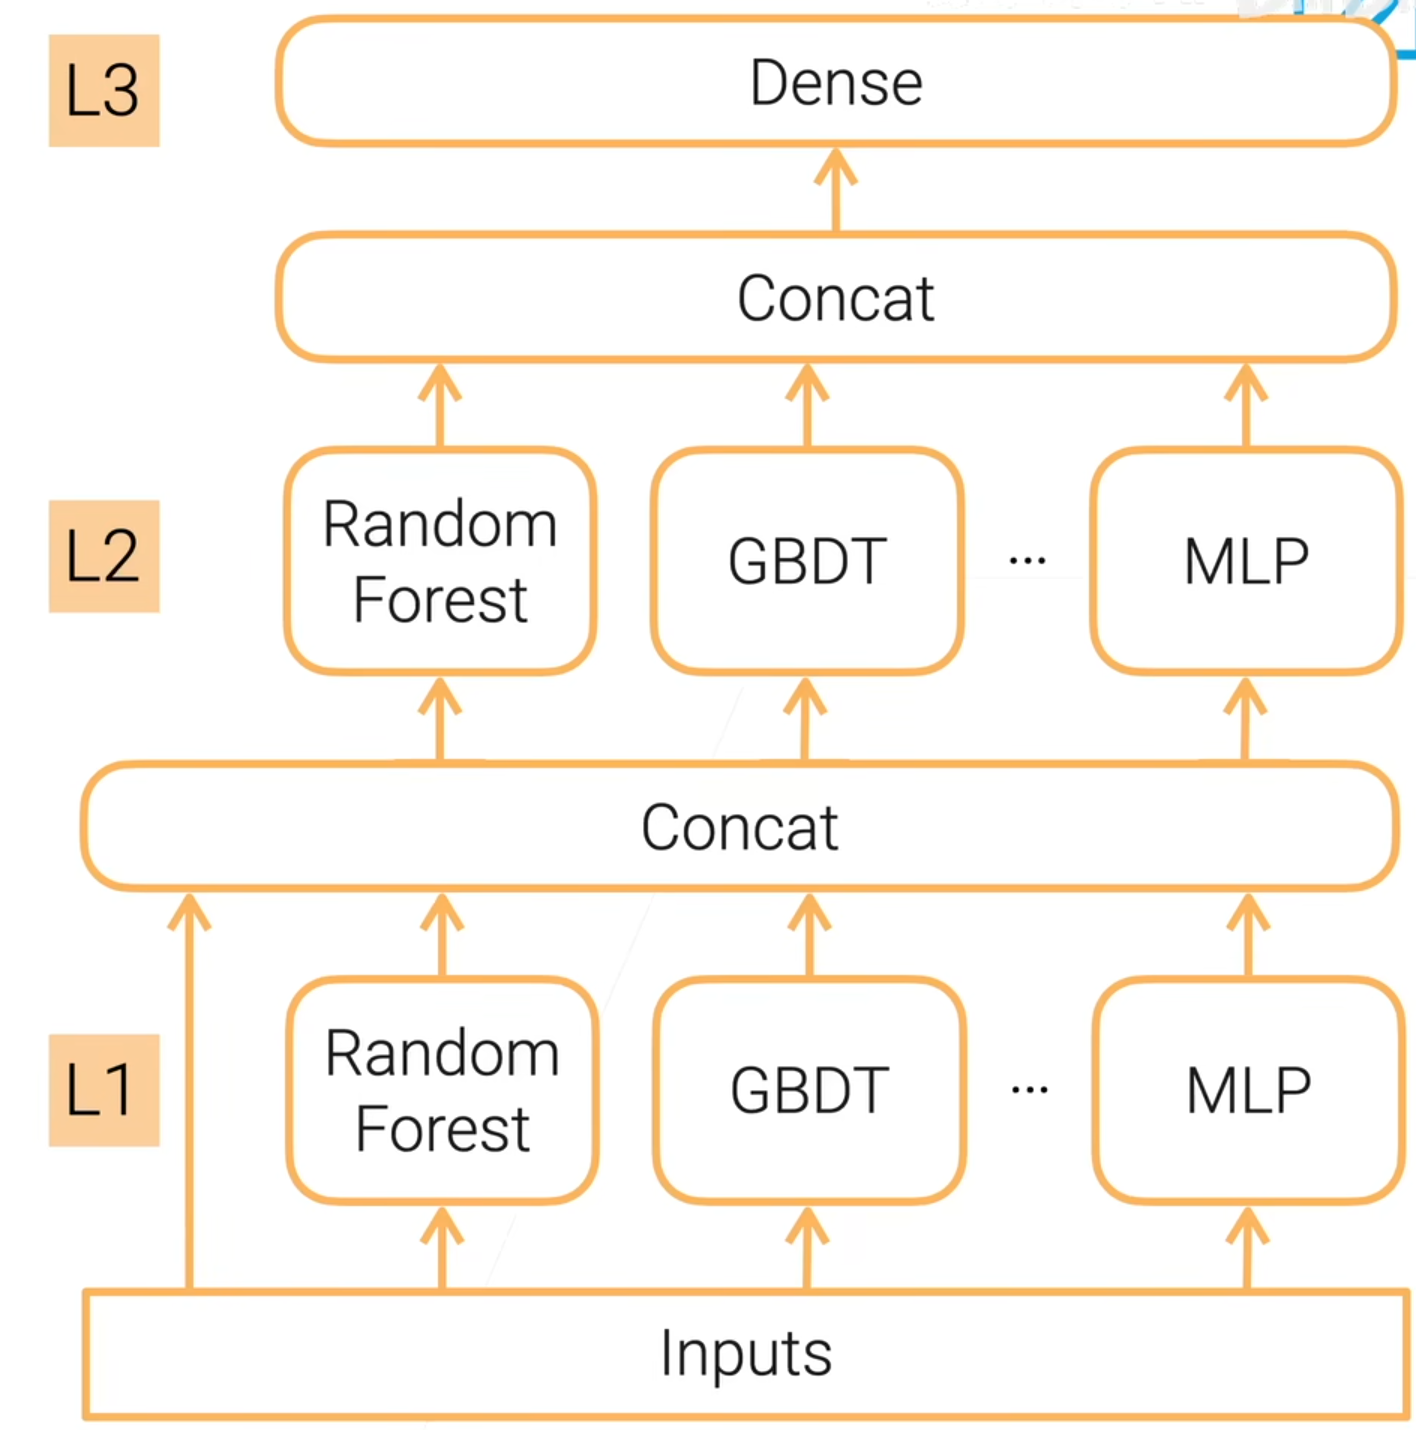 L3
Dense
Concat
L2
Random
Forest
GBDT
...
MLP
Concat
L1
Random
Forest
GBDT
...
MLP
Inputs